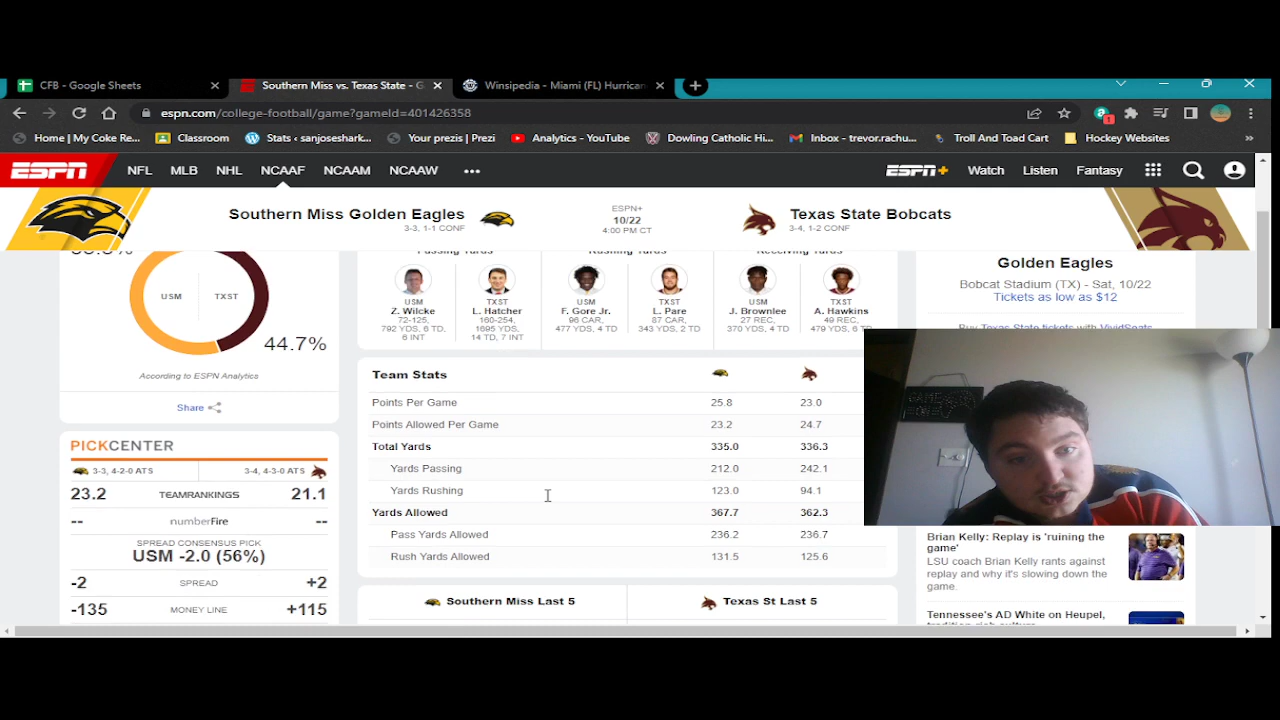 CFB - Google Sheets
Southern Miss vs. Texas State - G
Winsipedia - Miami (FL) Hurrican
espn.com/college-football/game?gameId=401426358
Home | My Coke Re...
Classroom
Stats ‹ sanjoseshark...
Your prezis | Prezi
Analytics - YouTube
Dowling Catholic Hi...
Inbox - trevor.rachu...
Troll And Toad Cart
Hockey Websites
»
ESPN
NFL
MLB
NHL
NCAAF
NCAAM
NCAAW
ESPN+
Watch
Listen
Fantasy
Southern Miss Golden Eagles
3-3, 1-1 CONF
ESPN+
10/22
4:00 PM CT
Texas State Bobcats
3-4, 1-2 CONF
USM
TXST
44.7%
According to ESPN Analytics
Share
Passing Yards
Rushing Yards
Receiving Yards
USM
Z. Wilcke
72-125,
792 YDS, 6 TD,
6 INT
TXST
L. Hatcher
160-254,
1695 YDS,
14 TD, 7 INT
USM
F. Gore Jr.
96 CAR,
477 YDS, 4 TD
TXST
L. Pare
87 CAR,
343 YDS, 2 TD
USM
J. Brownlee
27 REC,
370 YDS, 4 TD
TXST
A. Hawkins
49 REC,
479 YDS, 6 TD
Team Stats
Points Per Game 25.8 23.0
Points Allowed Per Game 23.2 24.7
Total Yards 335.0 336.3
Yards Passing 212.0 242.1
Yards Rushing 123.0 94.1
Yards Allowed 367.7 362.3
Pass Yards Allowed 236.2 236.7
Rush Yards Allowed 131.5 125.6
Southern Miss Last 5
Texas St Last 5
PICKCENTER
3-3, 4-2-0 ATS
3-4, 4-3-0 ATS
23.2 TEAMRANKINGS 21.1
-- numberFire --
SPREAD CONSENSUS PICK
USM -2.0 (56%)
-2 SPREAD +2
-135 MONEY LINE +115
Golden Eagles
Bobcat Stadium (TX) - Sat, 10/22
Tickets as low as $12
Buy Texas State tickets with VividSeats
Brian Kelly: Replay is 'ruining the
game'
LSU coach Brian Kelly rants against
replay and why it's slowing down the
game.
Tennessee's AD White on Heupel,